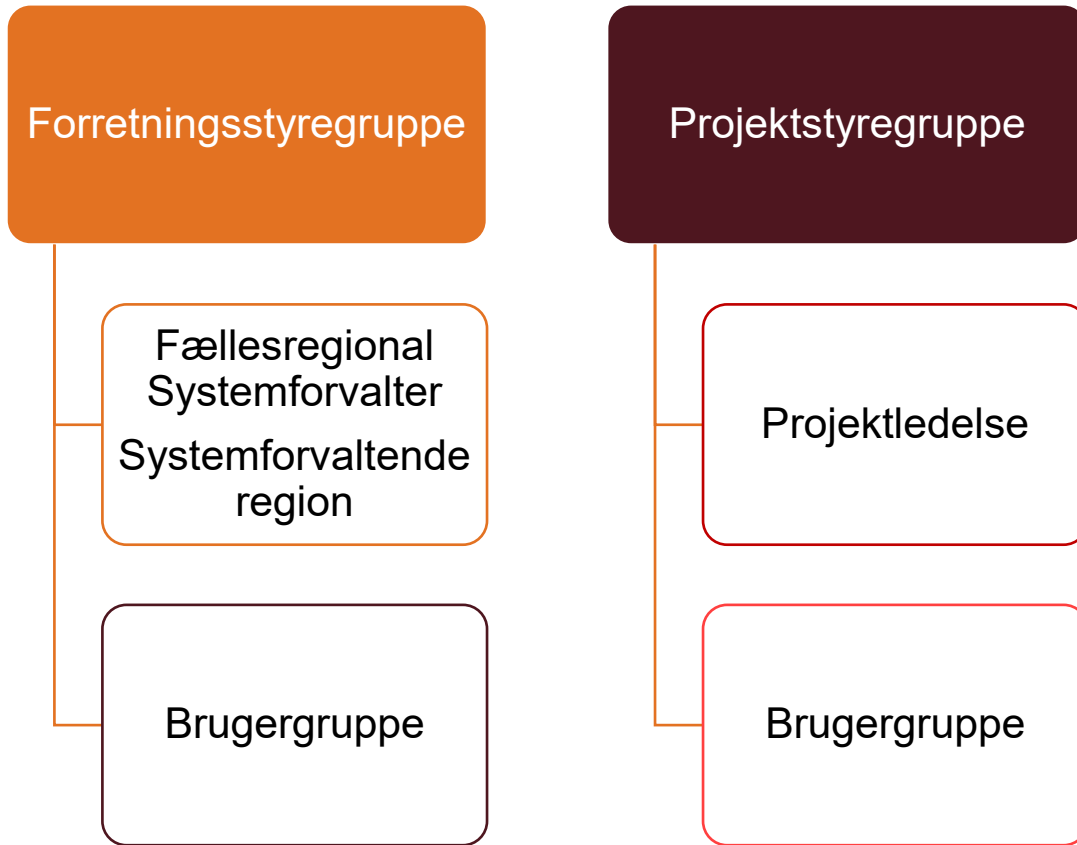 Forretningsstyregruppe
Fællesregional
Systemforvalter
Systemforvaltende
region
Brugergruppe
Projektstyregruppe
Projektledelse
Brugergruppe